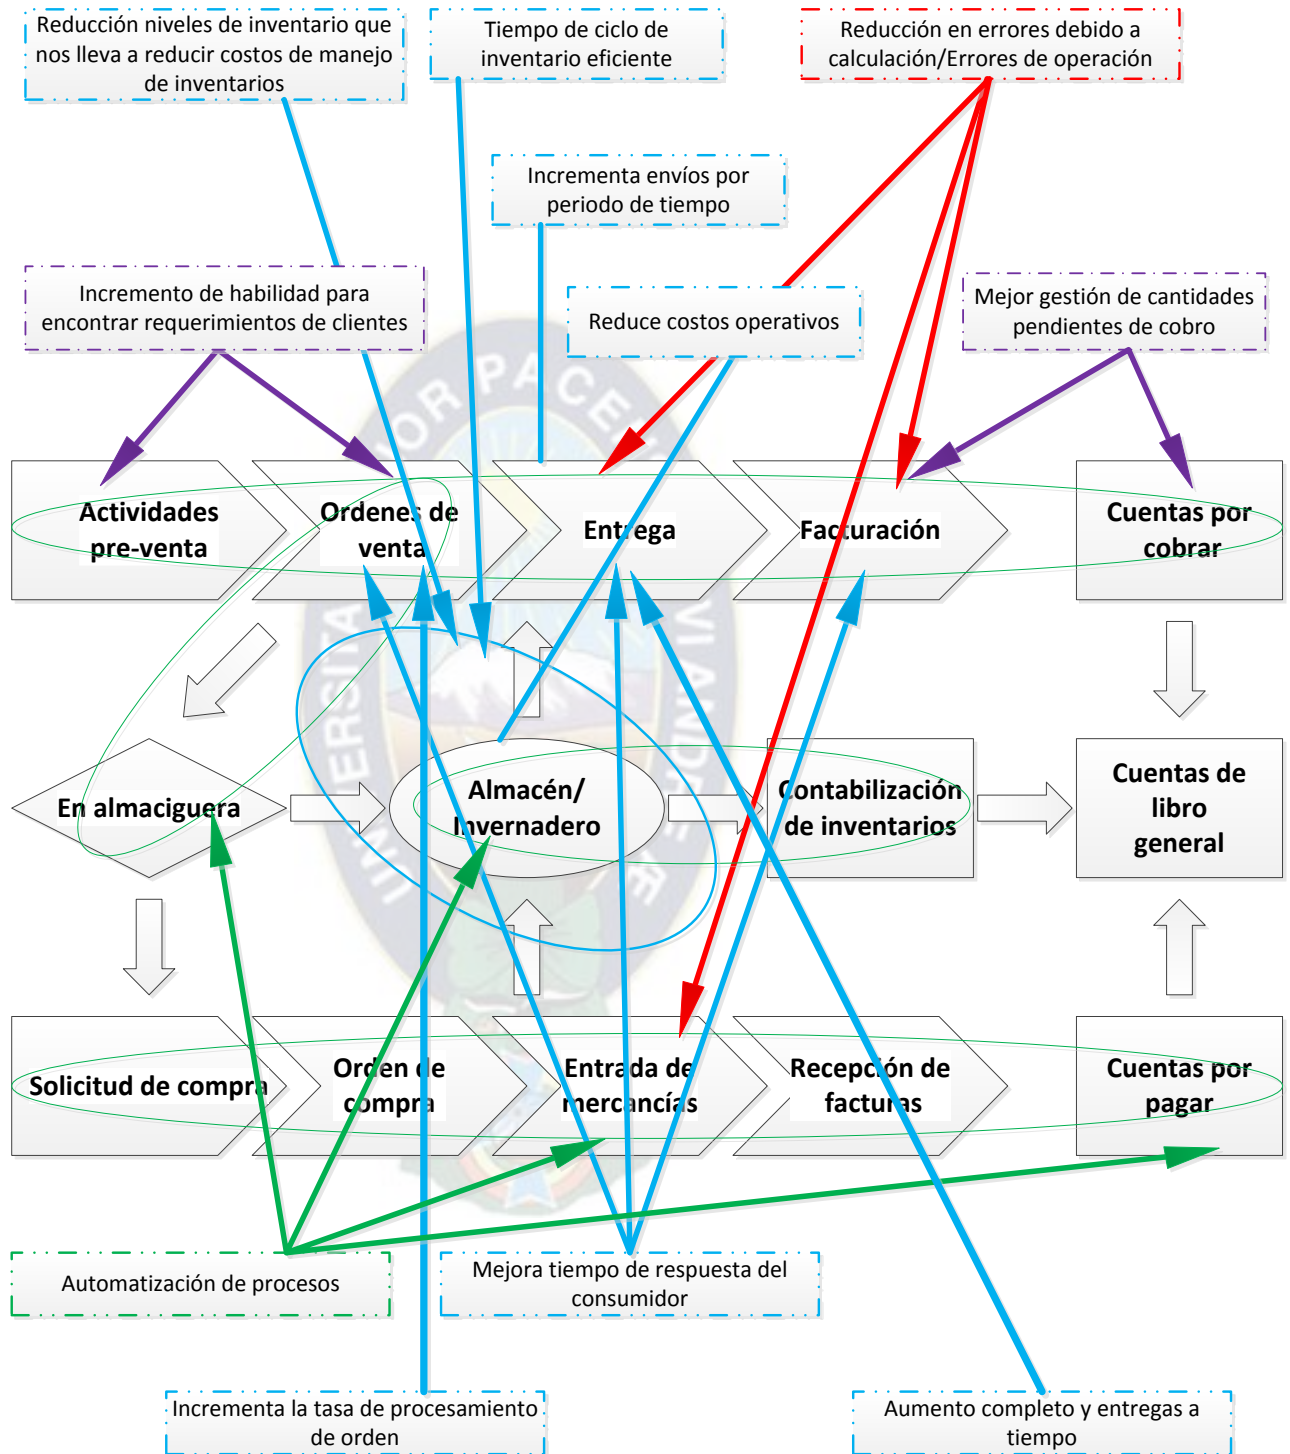 Reducción niveles de inventario que
nos lleva a reducir costos de manejo
de inventarios
Tiempo de ciclo de
inventario eficiente
Reducción en errores debido a
calculación/Errores de operación
Incrementa envíos por
periodo de tiempo
Incremento de habilidad para
encontrar requerimientos de clientes
Reduce costos operativos
Mejor gestión de cantidades
pendientes de cobro
Actividades
pre-venta
Ordenes de
venta
Entrega
Facturación
Cuentas por
cobrar
En almaciguera
Almacén/
Invernadero
Contabilización
de inventarios
Cuentas de
libro
general
Solicitud de compra
Orden de
compra
Entrada de
mercancías
Recepción de
facturas
Cuentas por
pagar
Automatización de procesos
Mejora tiempo de respuesta del
consumidor
Incrementa la tasa de procesamiento
de orden
Aumento completo y entregas a
tiempo